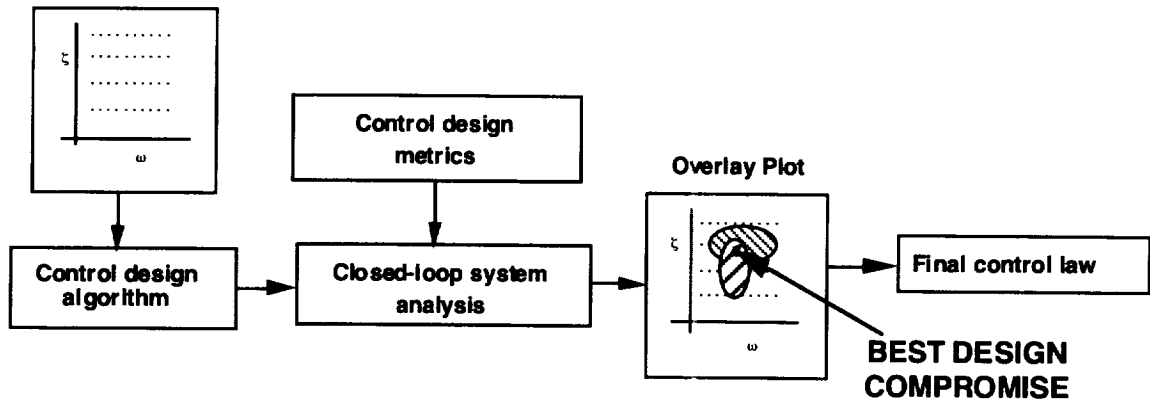 ζ
ω
Control design
metrics
Overlay Plot
Control design
algorithm
Closed-loop system
analysis
ζ
ω
Final control law
BEST DESIGN
COMPROMISE